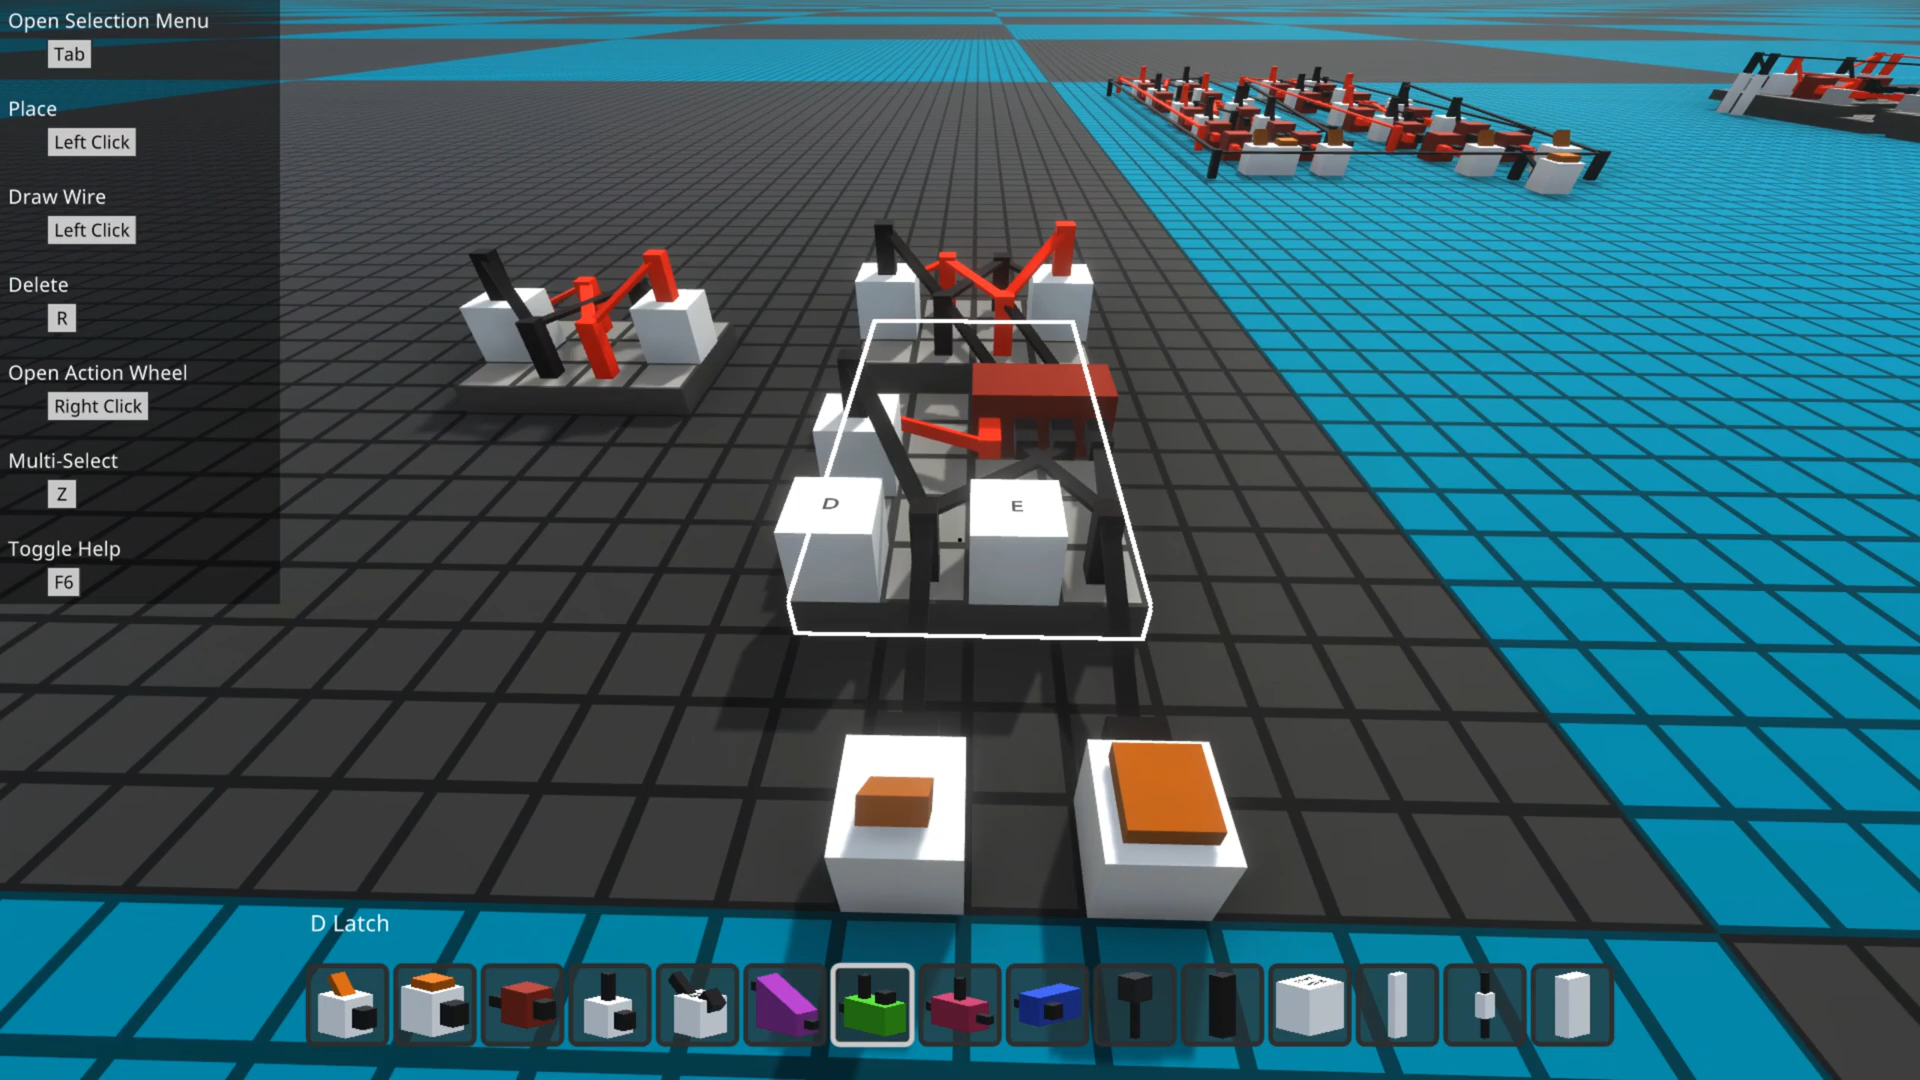 Open Selection Menu
Tab
Place
Left Click
Draw Wire
Left Click
Delete
R
Open Action Wheel
Right Click
Multi-Select
Z
Toggle Help
F6
D
E
D Latch